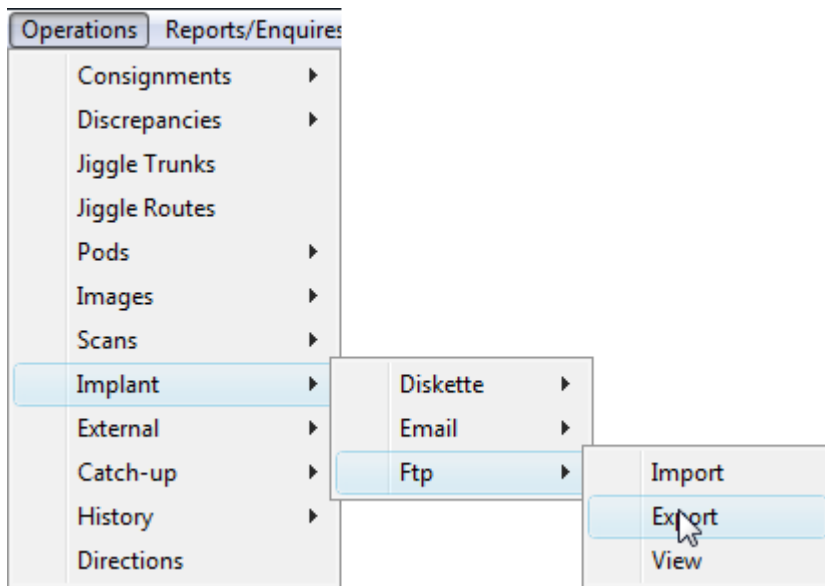 Operations Reports/Enquires
Consignments
Discrepancies
Jiggle Trunks
Jiggle Routes
Pods
Images
Scans
Implant Diskette
External Email
Catch-up Ftp Import
History Export
Directions View